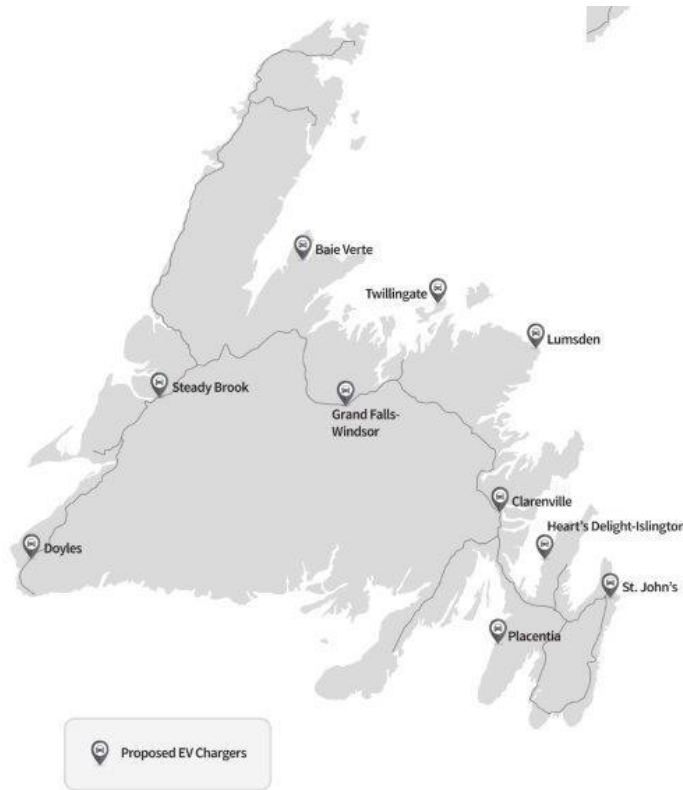 Baie Verte
Twillingate
Lumsden
Steady Brook
Grand Falls-
Windsor
Clarenville
Heart's Delight-Islington
Doyles
St. John's
Placentia
Proposed EV Chargers